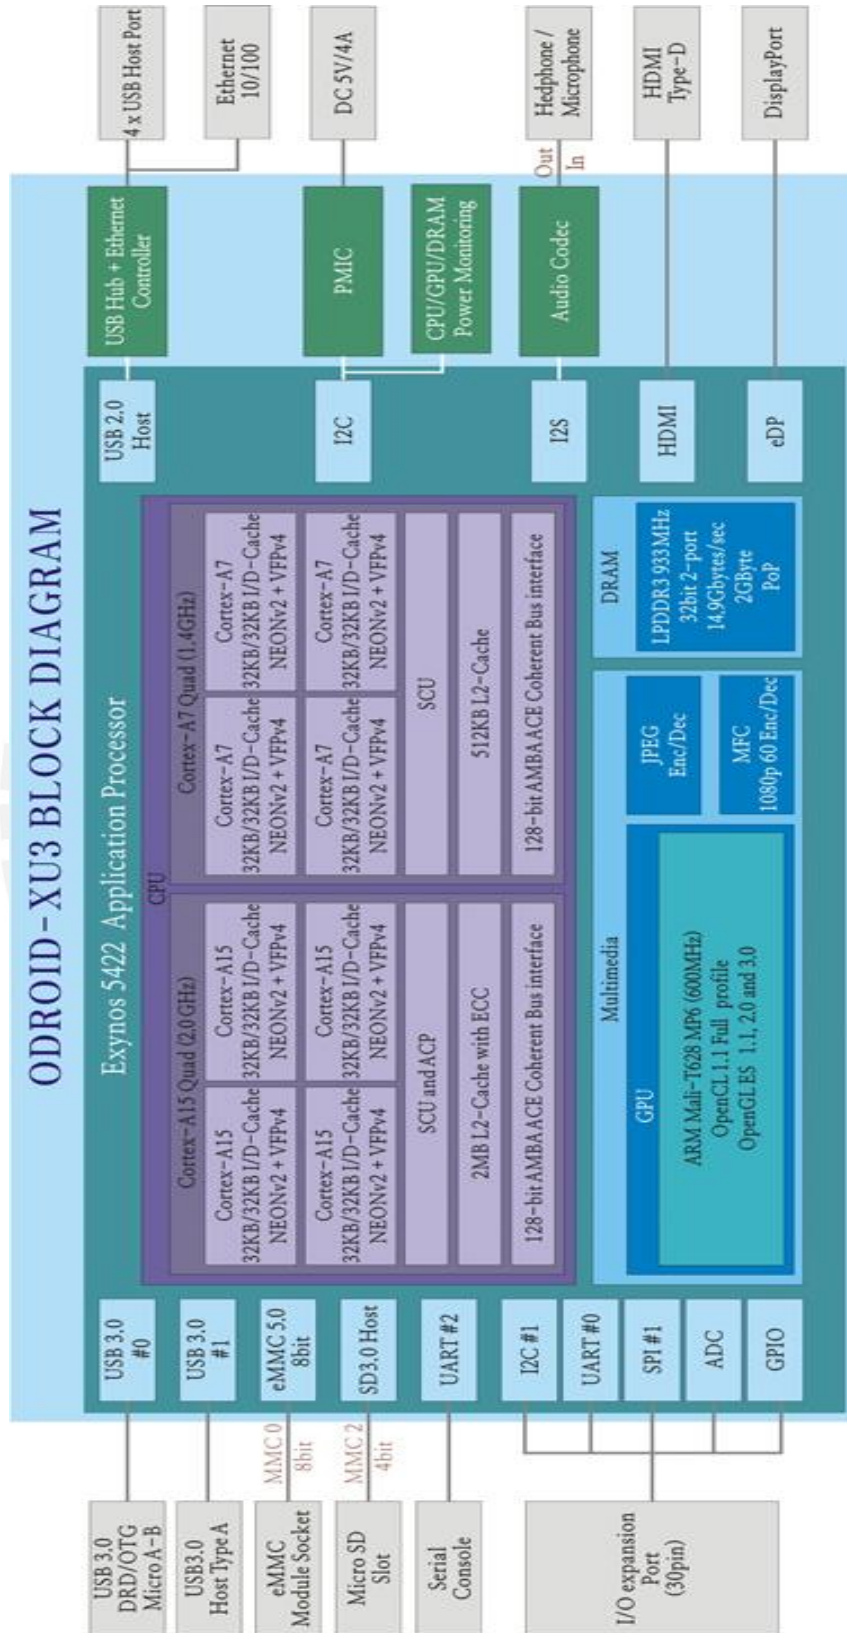 ODROID-XU3 BLOCK DIAGRAM
USB 3.0
DRD/OTG
Micro A-B
USB3.0
Host Type A
eMMC
Module Socket
Micro SD
Slot
Serial
Console
I/O expansion
Port
(30pin)
MMC 0
8bit
MMC 2
4bit
USB 3.0
#0
USB 3.0
#1
eMMC 5.0
8bit
SD3.0 Host
UART #2
I2C #1
UART #0
SPI #1
ADC
GPIO
Exynos 5422 Application Processor
CPU
Cortex-A15 Quad (2.0GHz)
Cortex-A15
32KB/32KB I/D-Cache
NEONv2 + VFPv4
Cortex-A15
32KB/32KB I/D-Cache
NEONv2 + VFPv4
Cortex-A15
32KB/32KB I/D-Cache
NEONv2 + VFPv4
Cortex-A15
32KB/32KB I/D-Cache
NEONv2 + VFPv4
SCU and ACP
2MB L2-Cache with ECC
128-bit AMBA ACE Coherent Bus interface
Cortex-A7 Quad (1.4GHz)
Cortex-A7
32KB/32KB I/D-Cache
NEONv2 + VFPv4
Cortex-A7
32KB/32KB I/D-Cache
NEONv2 + VFPv4
Cortex-A7
32KB/32KB I/D-Cache
NEONv2 + VFPv4
Cortex-A7
32KB/32KB I/D-Cache
NEONv2 + VFPv4
SCU
512KB L2-Cache
128-bit AMBA ACE Coherent Bus interface
Multimedia
GPU
ARM Mali-T628 MP6 (600MHz)
OpenCL 1.1 Full profile
OpenGL ES 1.1, 2.0 and 3.0
JPEG
Enc/Dec
MFC
1080p 60 Enc/Dec
DRAM
LPDDR3 933MHz
32bit 2-port
14.9Gbytes/sec
2GByte
PoP
USB 2.0
Host
I2C
I2S
HDMI
eDP
USB Hub + Ethernet
Controller
PMIC
CPU/GPU/DRAM
Power Monitoring
Audio Codec
Out
In
4 x USB Host Port
Ethernet
10/100
DC 5V/4A
Hedphone /
Microphone
HDMI
Type-D
DisplayPort